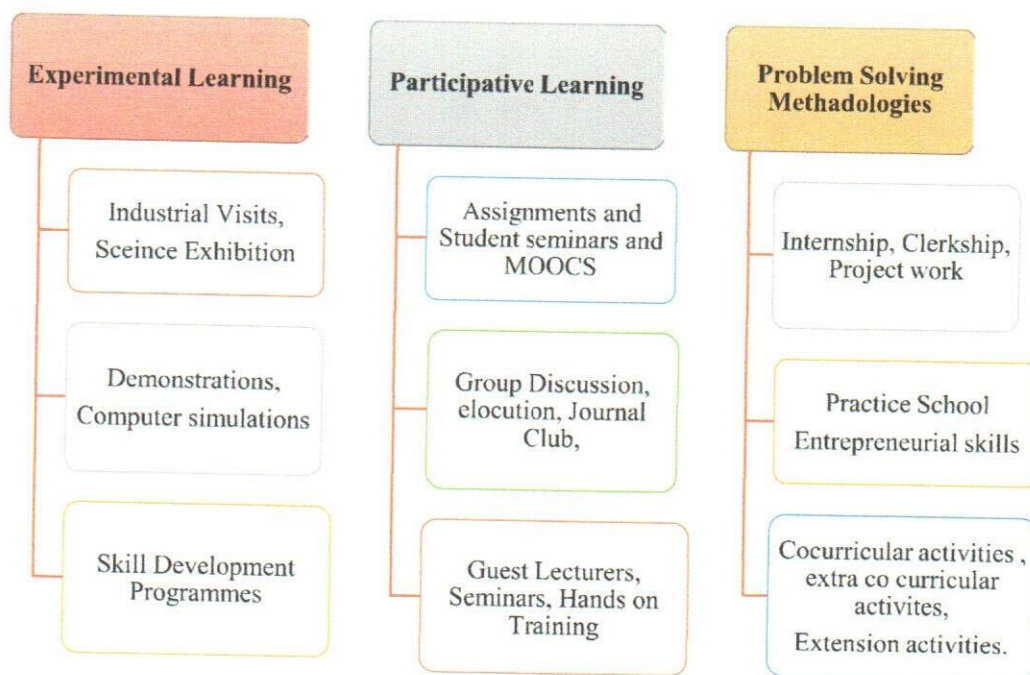 Experimental Learning
Industrial Visits,
Sceince Exhibition
Demonstrations,
Computer simulations
Skill Development
Programmes
Participative Learning
Assignments and
Student seminars and
MOOCS
Group Discussion,
elocution, Journal
Club,
Guest Lecturers,
Seminars, Hands on
Training
Problem Solving
Methadologies
Internship, Clerkship,
Project work
Practice School
Entrepreneurial skills
Cocurricular activities ,
extra co curricular
activites,
Extension activities.